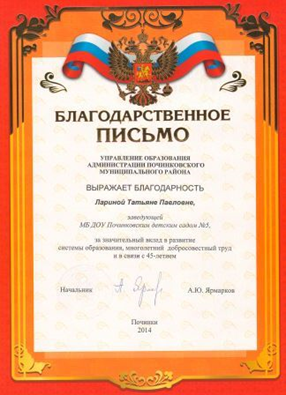 БЛАГОДАРСТВЕННОЕ
ПИСЬМО
УПРАВЛЕНИЕ ОБРАЗОВАНИЯ
АДМИНИСТРАЦИИ ПОЧИНКОВСКОГО
МУНИЦИПАЛЬНОГО РАЙОНА
ВЫРАЖАЕТ БЛАГОДАРНОСТЬ
Лариной Татьяне Павловне,
заведующей
МБ ДОУ Починковским детским садом №5,
за значительный вклад в развитие
системы образования, многолетний добросовестный труд
и в связи с 45-летием
Начальник А.Ю. Ярмарков
Починки
2014